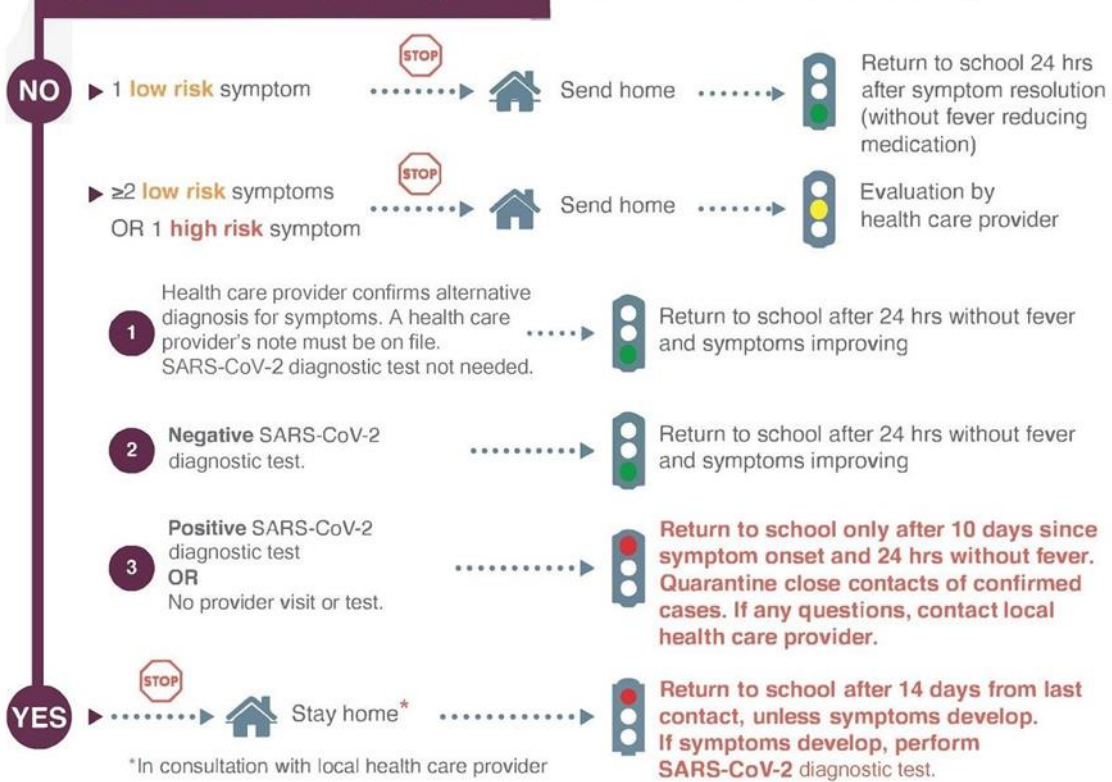 NO
1 low risk symptom
STOP
Send home
Return to school 24 hrs
after symptom resolution
(without fever reducing
medication)
≥2 low risk symptoms
OR 1 high risk symptom
STOP
Send home
Evaluation by
health care provider
1
Health care provider confirms alternative
diagnosis for symptoms. A health care
provider's note must be on file.
SARS-CoV-2 diagnostic test not needed.
Return to school after 24 hrs without fever
and symptoms improving
2
Negative SARS-CoV-2
diagnostic test.
Return to school after 24 hrs without fever
and symptoms improving
3
Positive SARS-CoV-2
diagnostic test
OR
No provider visit or test.
Return to school only after 10 days since
symptom onset and 24 hrs without fever.
Quarantine close contacts of confirmed
cases. If any questions, contact local
health care provider.
YES
STOP
Stay home*
Return to school after 14 days from last
contact, unless symptoms develop.
If symptoms develop, perform
SARS-CoV-2 diagnostic test.
*In consultation with local health care provider